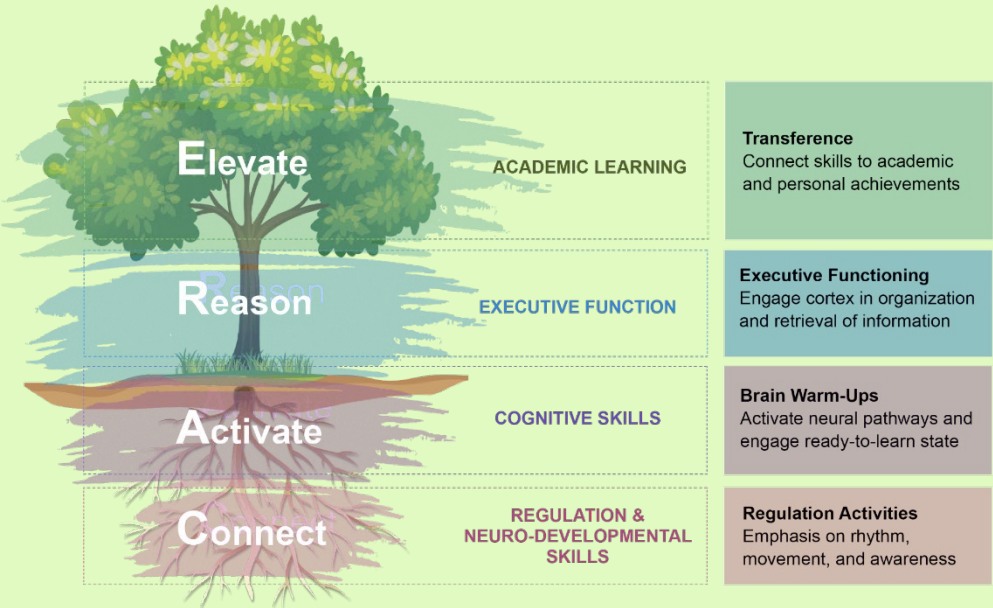 Elevate
ACADEMIC LEARNING
Transference
Connect skills to academic
and personal achievements
Reason
Reason
EXECUTIVE FUNCTION
Executive Functioning
Engage cortex in organization
and retrieval of information
Activate
COGNITIVE SKILLS
Brain Warm-Ups
Activate neural pathways and
engage ready-to-learn state
Connect
REGULATION &
NEURO-DEVELOPMENTAL
SKILLS
Regulation Activities
Emphasis on rhythm,
movement, and awareness